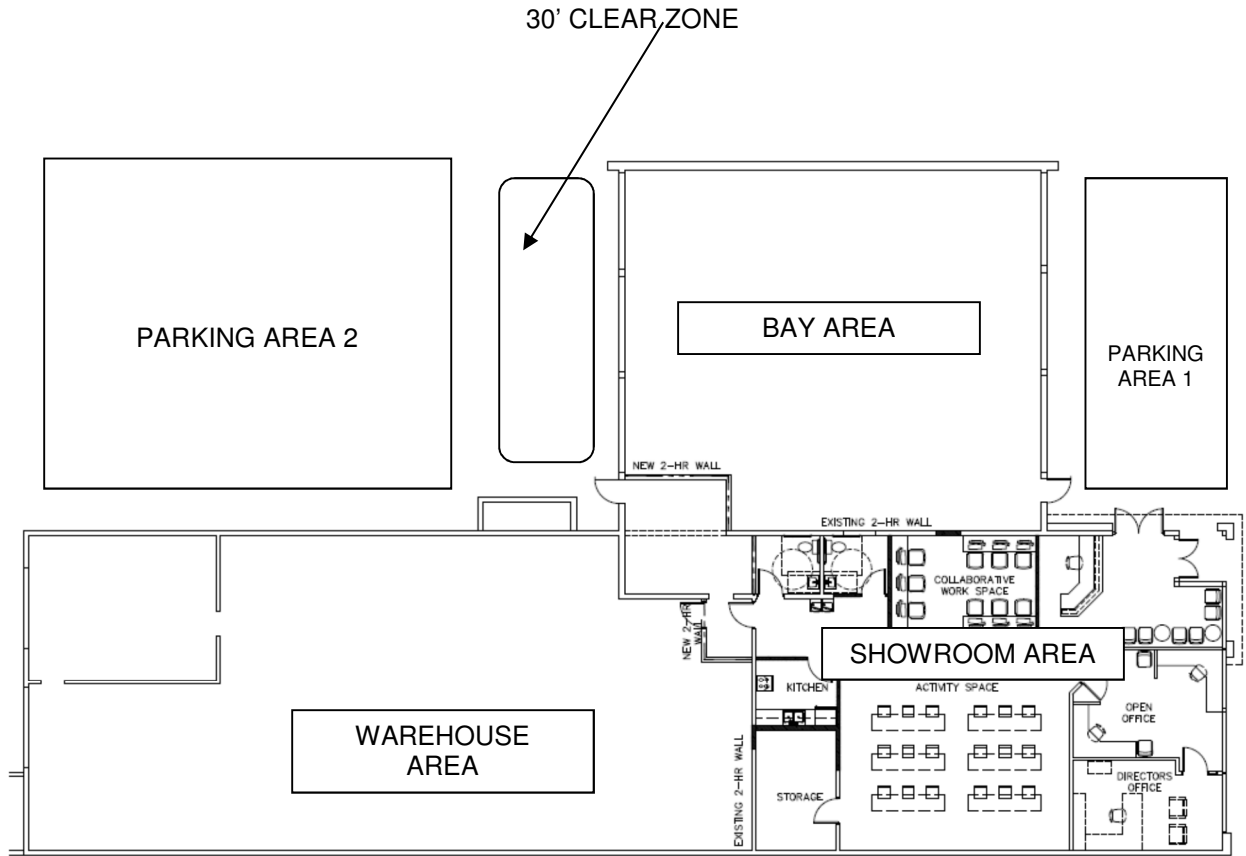 30’ CLEAR ZONE
PARKING AREA 2
BAY AREA
PARKING
AREA 1
NEW 2-HR WALL
EXISTING 2-HR WALL
COLLABORATIVE
WORK SPACE
NEW 2-HR
WALL
SHOWROOM AREA
KITCHEN
ACTIVITY SPACE
OPEN
OFFICE
WAREHOUSE
AREA
EXISTING 2-HR WALL
STORAGE
DIRECTORS
OFFICE